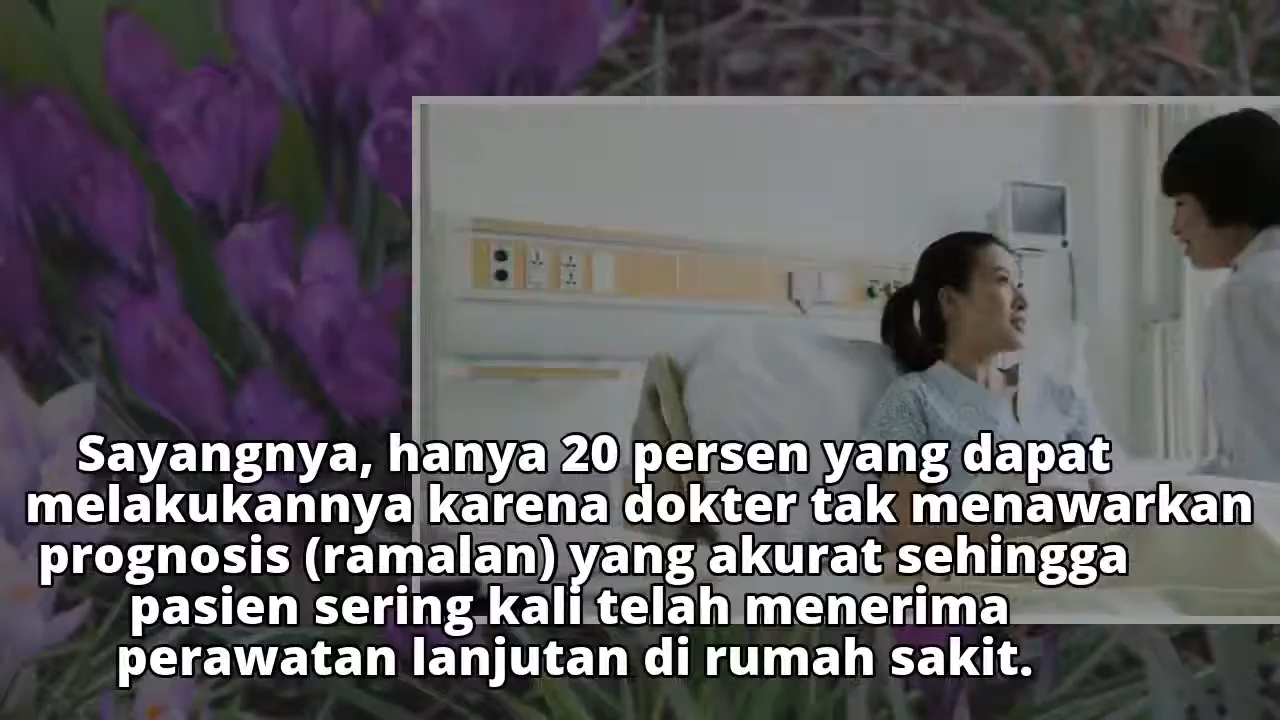 Sayangnya, hanya 20 persen yang dapat
melakukannya karena dokter tak menawarkan
prognosis (ramalan) yang akurat sehingga
pasien sering kali telah menerima
perawatan lanjutan di rumah sakit.